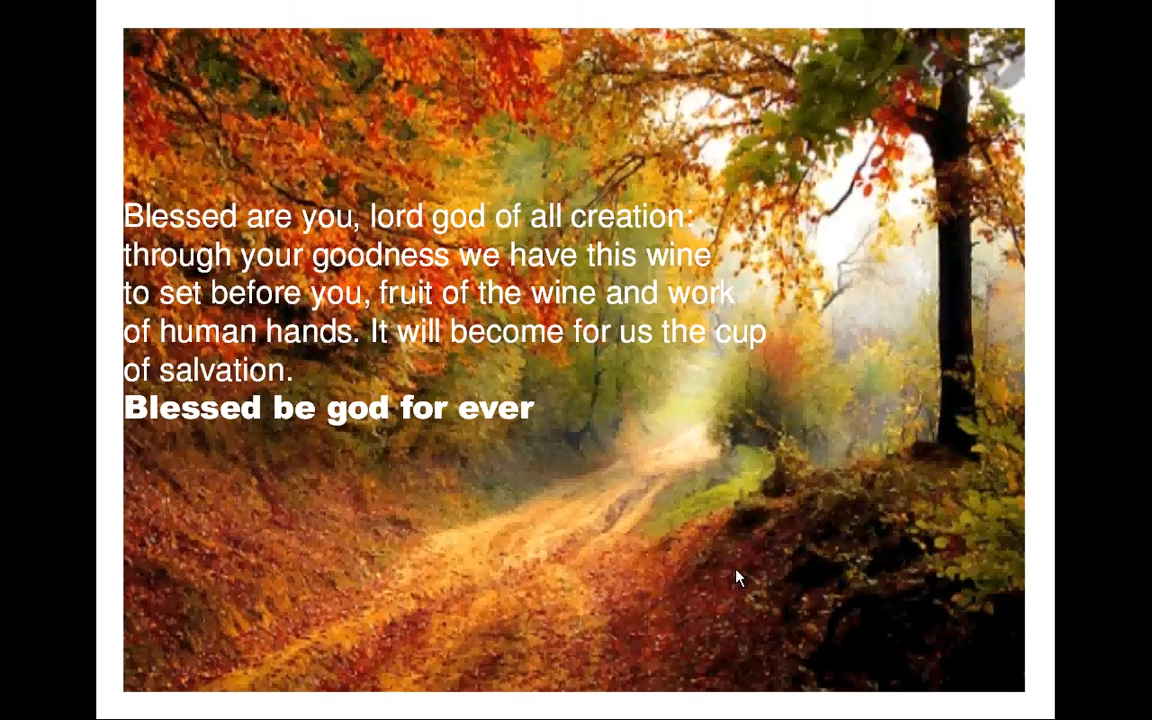 Blessed are you, lord god of all creation:
through your goodness we have this wine
to set before you, fruit of the wine and work
of human hands. It will become for us the cup
of salvation.
Blessed be god for ever